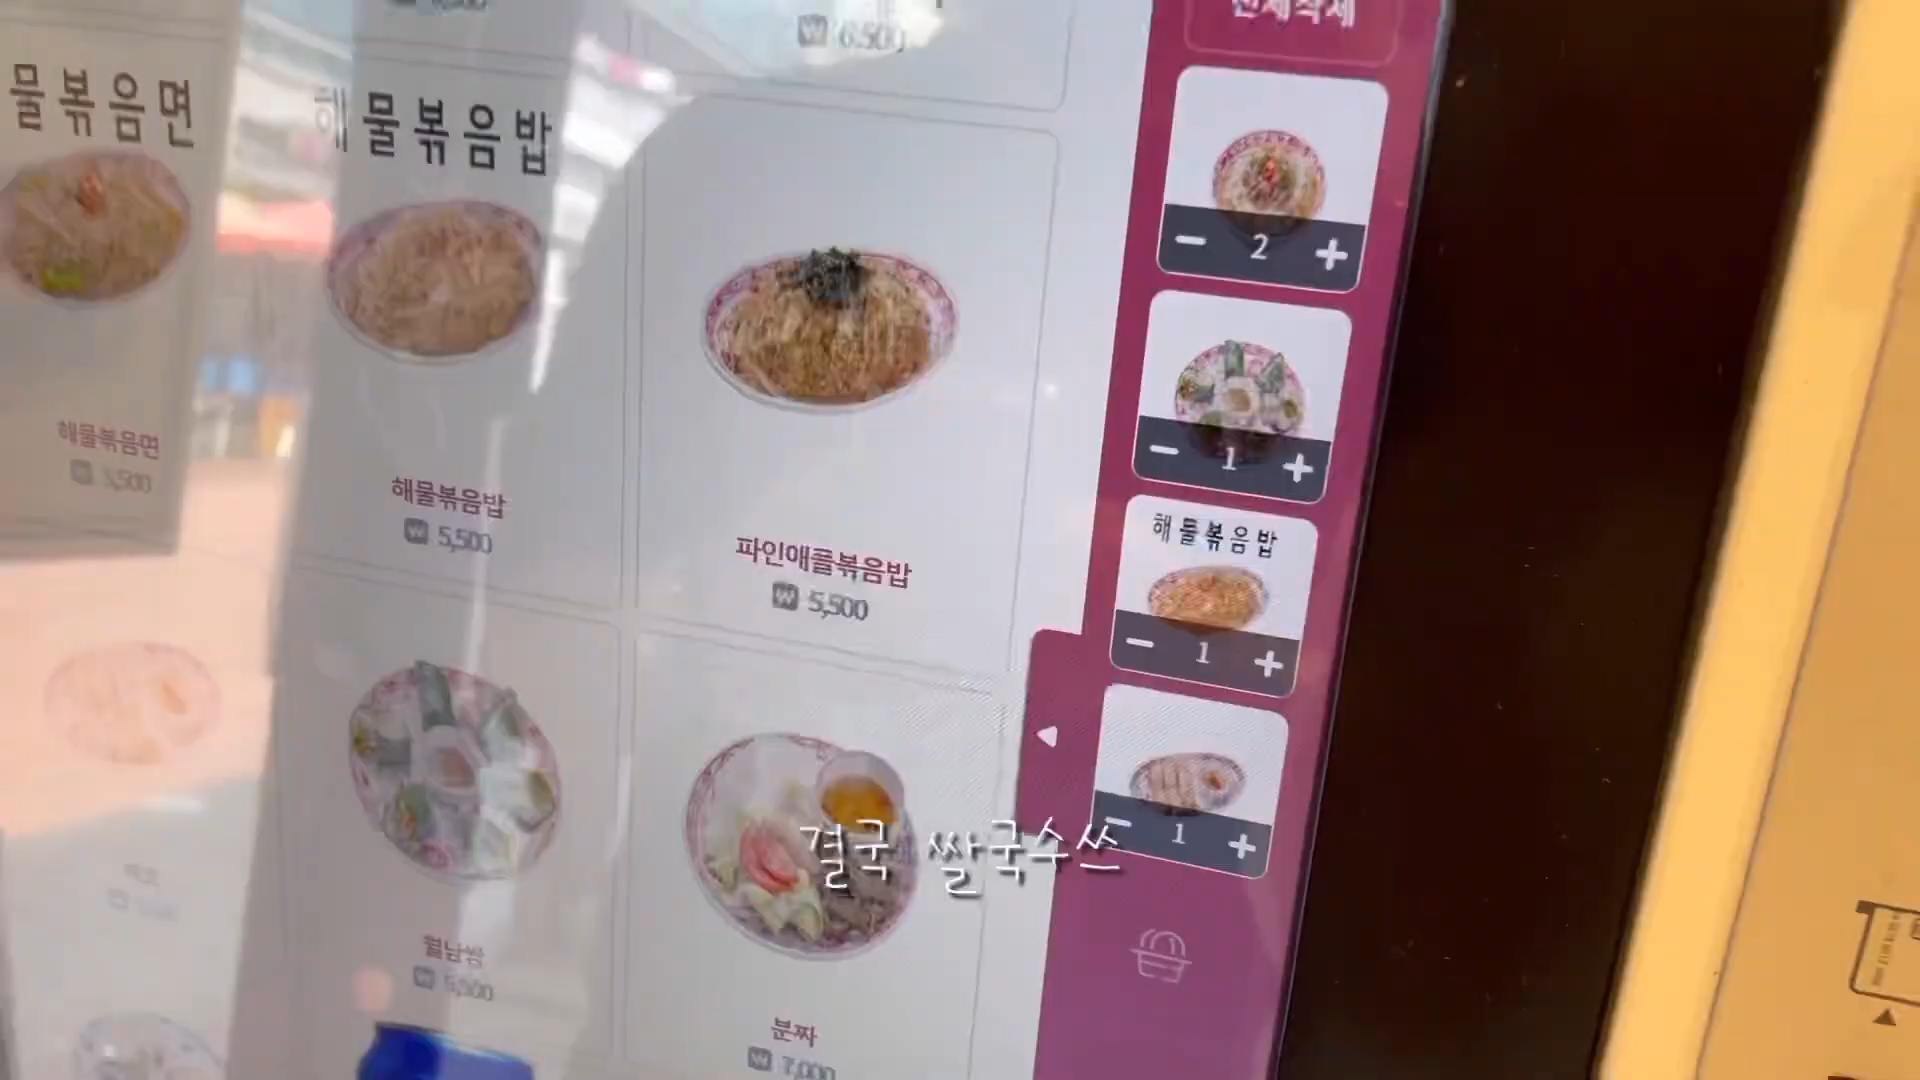 전체삭제
6,500
물볶음면
해물볶음밥
2
해물볶음면
5,500
해물볶음밥
5,500
파인애플볶음밥
5,500
1
해물볶음밥
1
1
결국 쌀국수쓰
월남쌈
분짜
7,000